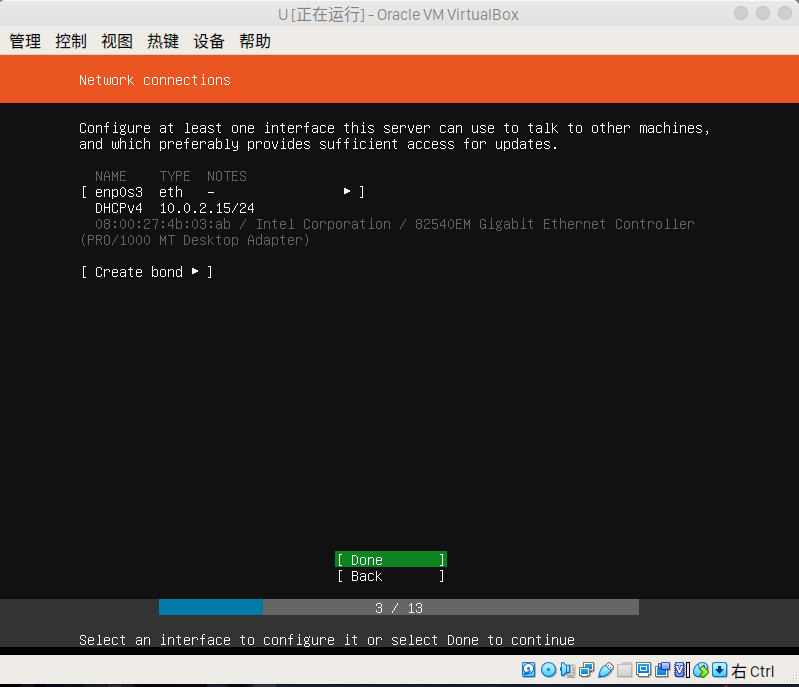 U [正在运行] - Oracle VM VirtualBox
管理 控制 视图 热键 设备 帮助
Network connections
Configure at least one interface this server can use to talk to other machines,
and which preferably provides sufficient access for updates.
NAME TYPE NOTES
[ enp0s3 eth - ▸ ]
DHCPv4 10.0.2.15/24
08:00:27:4b:03:ab / Intel Corporation / 82540EM Gigabit Ethernet Controller
(PRO/1000 MT Desktop Adapter)
[ Create bond ▸ ]
[ Done ]
[ Back ]
3 / 13
Select an interface to configure it or select Done to continue
右 Ctrl